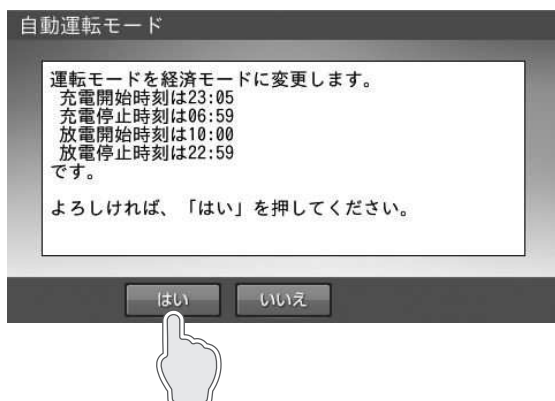 自動運転モード
運転モードを経済モードに変更します。
充電開始時刻は23:05
充電停止時刻は06:59
放電開始時刻は10:00
放電停止時刻は22:59
です。
よろしければ、「はい」を押してください。
はい
いいえ